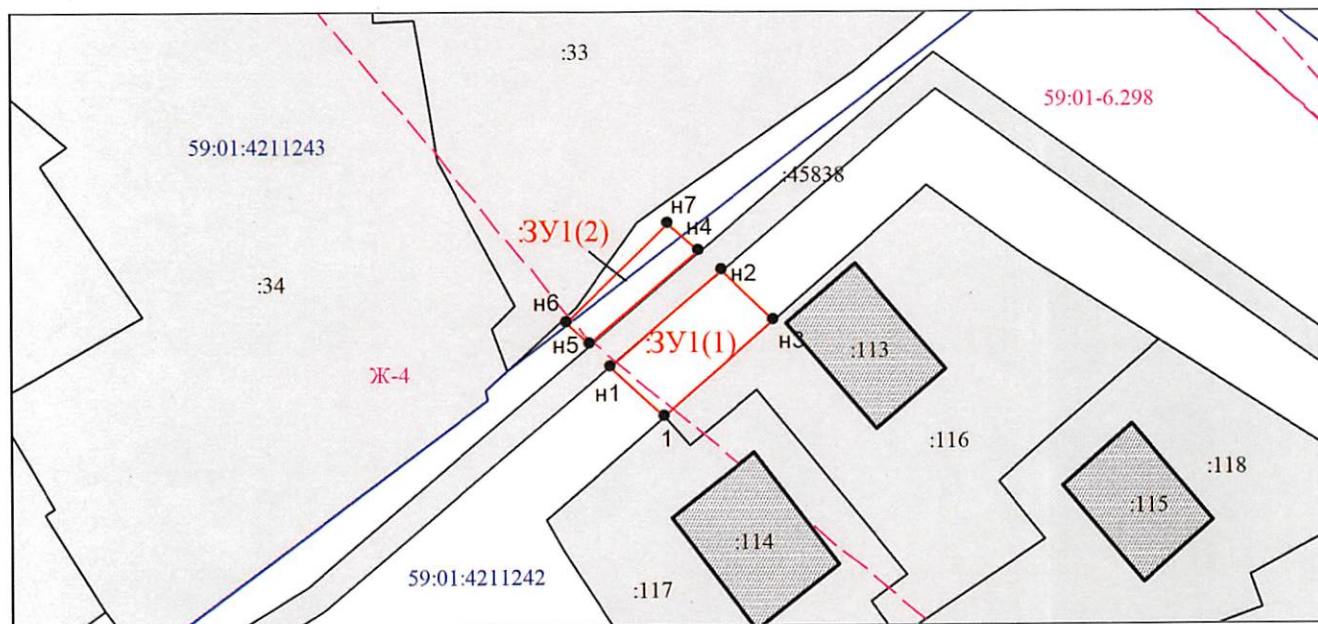 :33
59:01-6.298
59:01:4211243
:45838
н7
:ЗУ1(2)
н4
н2
:34
н6
н5
:ЗУ1(1)
н3
:113
н1
Ж-4
1
:116
:118
:115
:114
59:01:4211242
:117